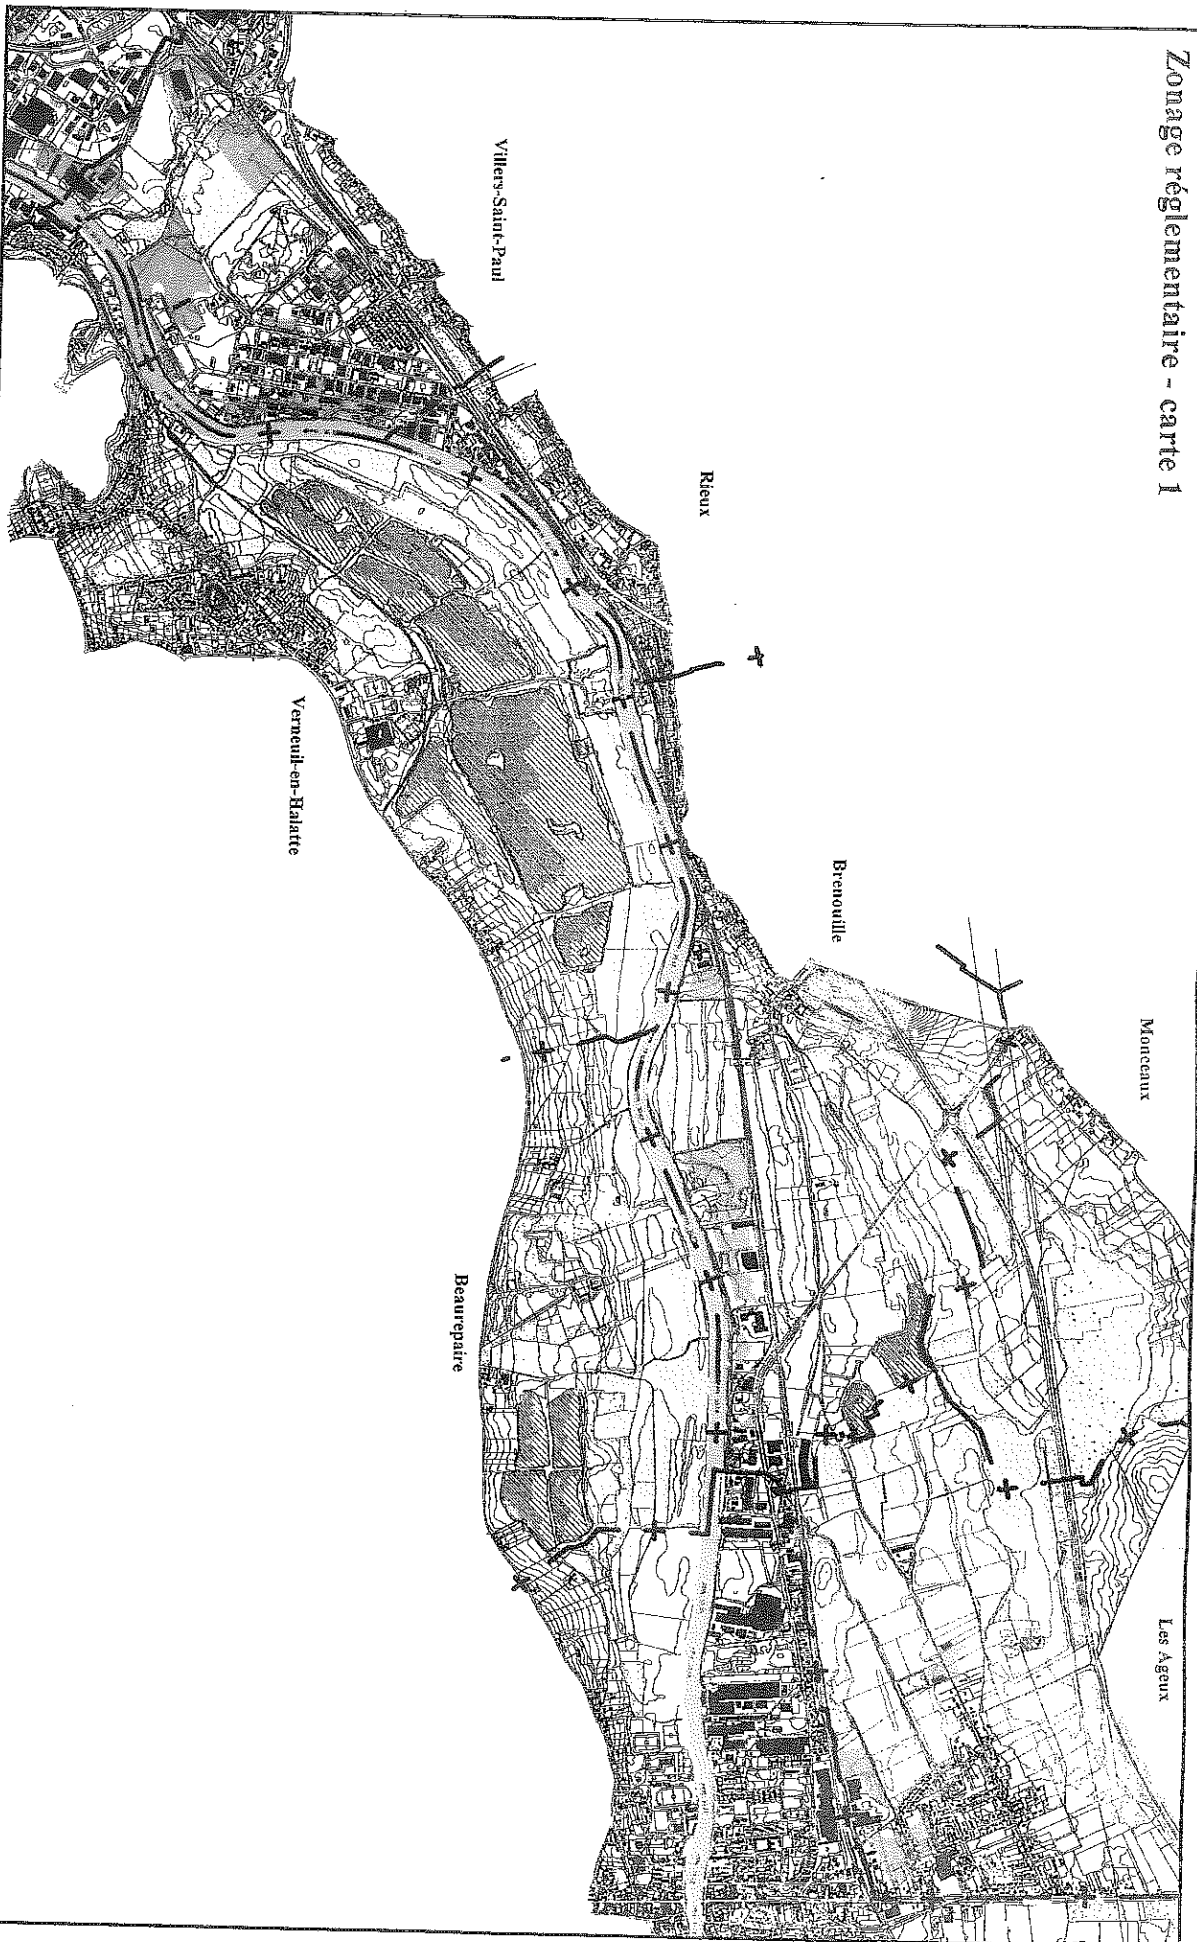 Zonage réglementaire - carte 1
Villers-Saint-Paul
Rieux
Verneuil-en-Halatte
Brenouille
Monceaux
Beaurepaire
Les Ageux